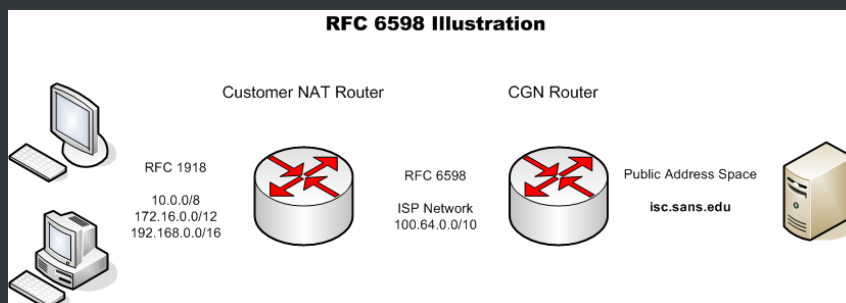 RFC 6598 Illustration
Customer NAT Router
CGN Router
RFC 1918
10.0.0/8
172.16.0.0/12
192.168.0.0/16
RFC 6598
ISP Network
100.64.0.0/10
Public Address Space
isc.sans.edu